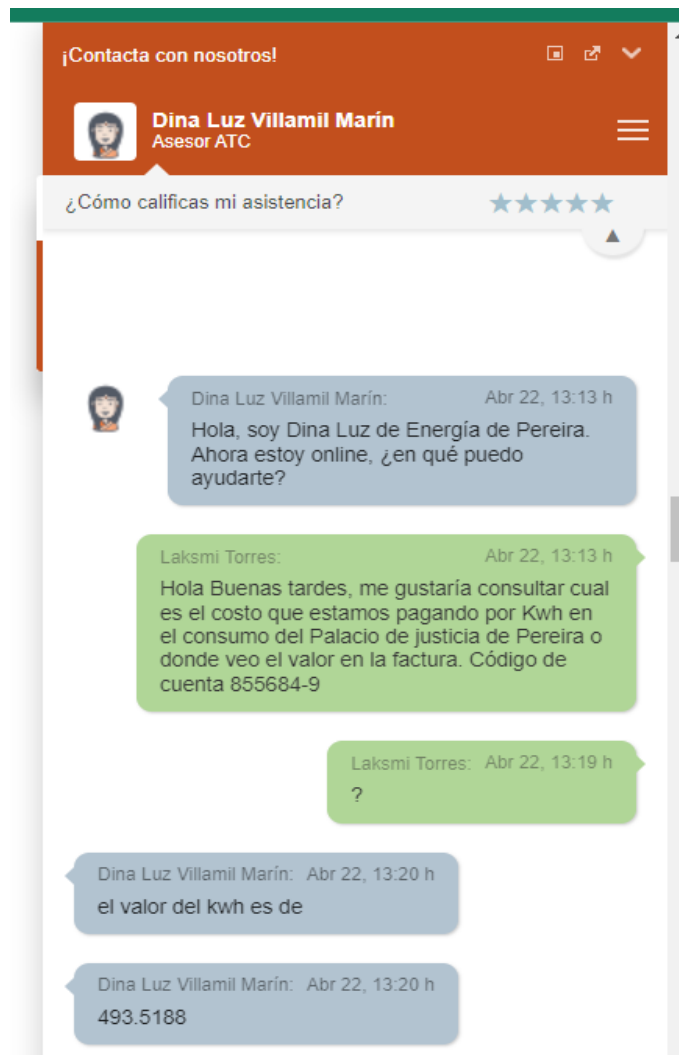 ¡Contacta con nosotros!
Dina Luz Villamil Marín
Asesor ATC
¿Cómo calificas mi asistencia?
Dina Luz Villamil Marín: Abr 22, 13:13 h
Hola, soy Dina Luz de Energía de Pereira.
Ahora estoy online, ¿en qué puedo
ayudarte?
Laksmi Torres: Abr 22, 13:13 h
Hola Buenas tardes, me gustaría consultar cual
es el costo que estamos pagando por Kwh en
el consumo del Palacio de justicia de Pereira o
donde veo el valor en la factura. Código de
cuenta 855684-9
Laksmi Torres: Abr 22, 13:19 h
?
Dina Luz Villamil Marín: Abr 22, 13:20 h
el valor del kwh es de
Dina Luz Villamil Marín: Abr 22, 13:20 h
493.5188